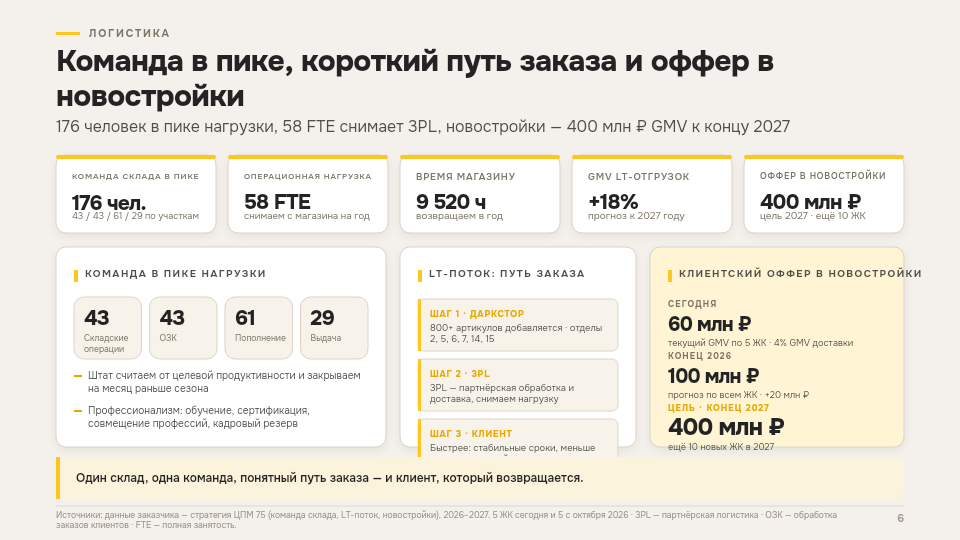 ЛОГИСТИКА
Команда в пике, короткий путь заказа и оффер в
новостройки
176 человек в пике нагрузки, 58 FTE снимает 3PL, новостройки — 400 млн ₽ GMV к концу 2027
КОМАНДА СКЛАДА В ПИКЕ
176 чел.
43 / 43 / 61 / 29 по участкам
ОПЕРАЦИОННАЯ НАГРУЗКА
58 FTE
снимаем с магазина на год
ВРЕМЯ МАГАЗИНУ
9 520 ч
возвращаем в год
GMV LT-ОТГРУЗОК
+18%
прогноз к 2027 году
ОФФЕР В НОВОСТРОЙКИ
400 млн ₽
цель 2027 · ещё 10 ЖК
КОМАНДА В ПИКЕ НАГРУЗКИ
43
Складские
операции
43
ОЗК
61
Пополнение
29
Выдача
Штат считаем от целевой продуктивности и закрываем
на месяц раньше сезона
Профессионализм: обучение, сертификация,
совмещение профессий, кадровый резерв
LT-ПОТОК: ПУТЬ ЗАКАЗА
ШАГ 1 · ДАРКСТОР
800+ артикулов добавляется · отделы
2, 5, 6, 7, 14, 15
ШАГ 2 · 3PL
3PL — партнёрская обработка и
доставка, снимаем нагрузку
ШАГ 3 · КЛИЕНТ
Быстрее: стабильные сроки, меньше
КЛИЕНТСКИЙ ОФФЕР В НОВОСТРОЙКИ
СЕГОДНЯ
60 млн ₽
текущий GMV по 5 ЖК · 4% GMV доставки
КОНЕЦ 2026
100 млн ₽
прогноз по всем ЖК · +20 млн ₽
ЦЕЛЬ · КОНЕЦ 2027
400 млн ₽
ещё 10 новых ЖК в 2027
Один склад, одна команда, понятный путь заказа — и клиент, который возвращается.
Источники: данные заказчика — стратегия ЦПМ 75 (команда склада, LT-поток, новостройки), 2026–2027. 5 ЖК сегодня и 5 с октября 2026 · 3PL — партнёрская логистика · ОЗК — обработка
заказов клиентов · FTE — полная занятость.
6